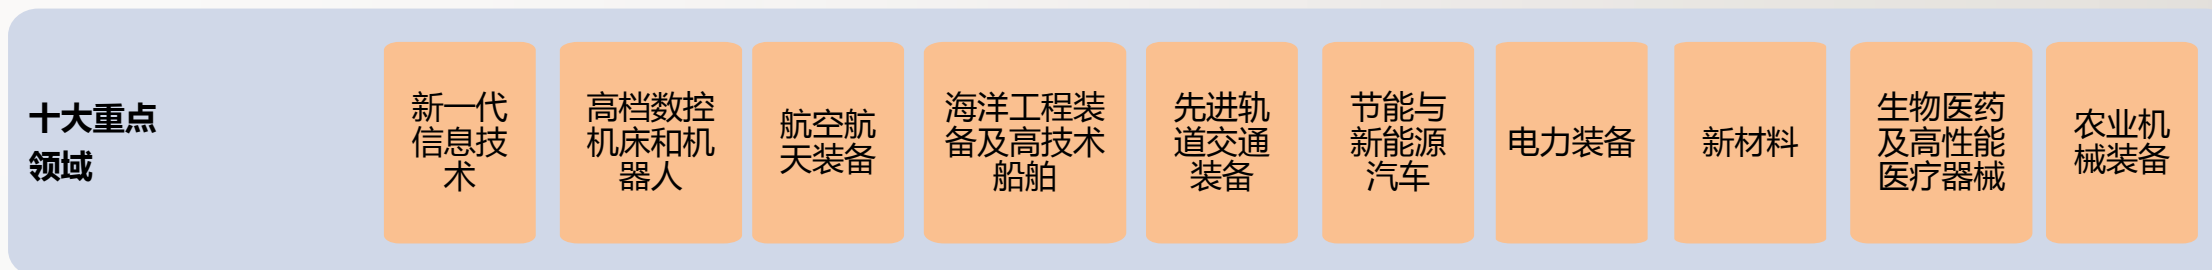 十大重点
领域
新一代
信息技
术
高档数控
机床和机
器人
航空航
天装备
海洋工程装
备及高技术
船舶
先进轨
道交通
装备
节能与
新能源
汽车
电力装备
新材料
生物医药
及高性能
医疗器械
农业机
械装备